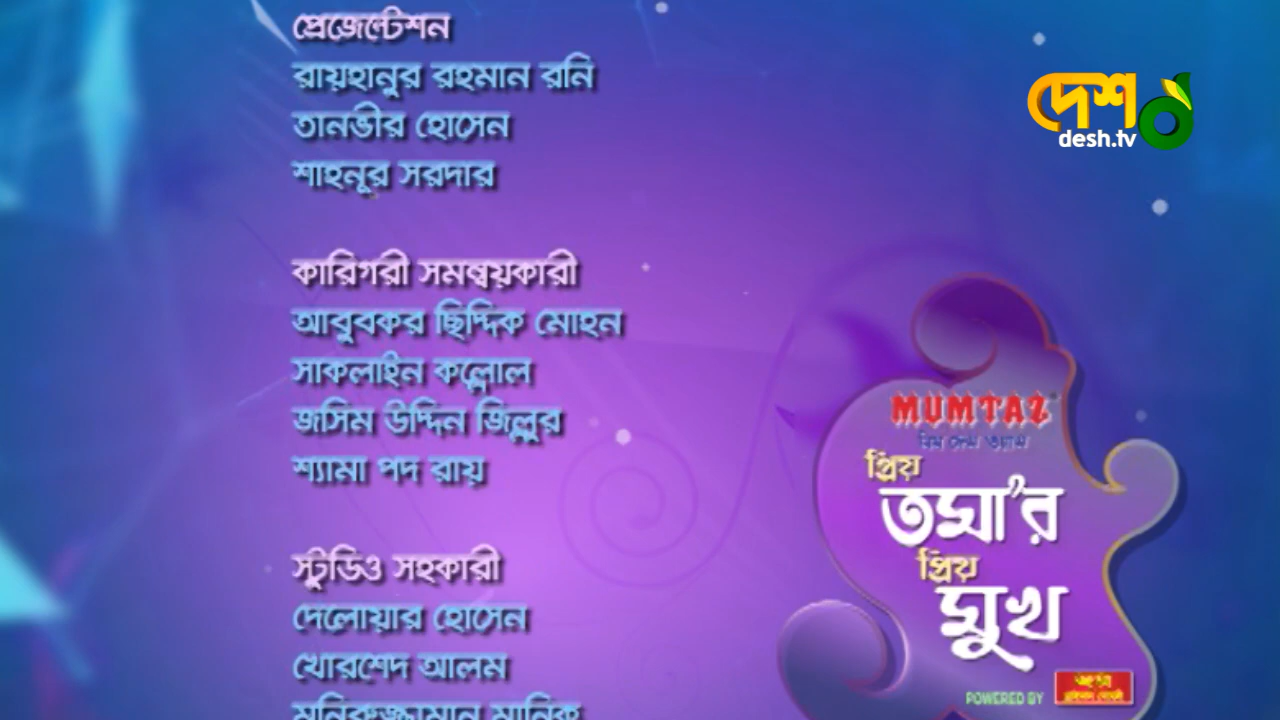 প্রেজেন্টেশন
রায়হানুর রহমান রনি
তানভীর হোসেন
শাহনুর সরদার
কারিগরী সমন্বয়কারী
আবুবকর ছিদ্দিক মোহন
সাকলাইন কল্লোল
জসিম উদ্দিন জিল্লুর
শ্যামা পদ রায়
স্টুডিও সহকারী
দেলোয়ার হোসেন
খোরশেদ আলম
মনিরুজ্জামান মানিক
দেশ
desh.tv
MUMTAZ
প্রিয়
তমা'র
প্রিয়
মুখ
POWERED BY